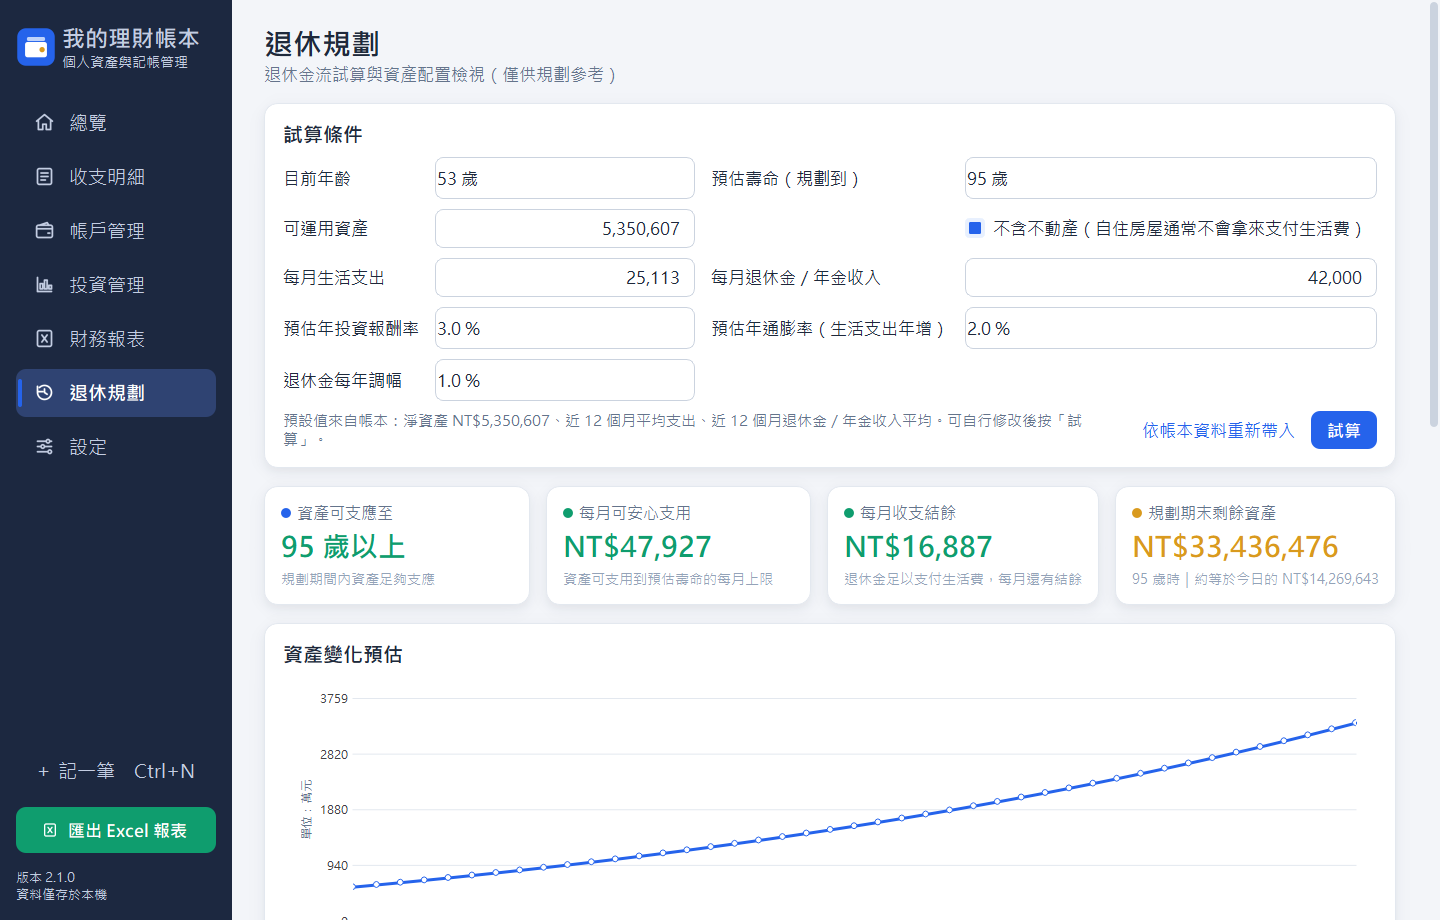 我的理財帳本
個人資產與記帳管理
總覽
收支明細
帳戶管理
投資管理
財務報表
退休規劃
設定
+ 記一筆 Ctrl+N
匯出 Excel 報表
版本 2.1.0
資料僅存於本機
退休規劃
退休金流試算與資產配置檢視（僅供規劃參考）
試算條件
目前年齡 53 歲 預估壽命（規劃到） 95 歲
可運用資產 5,350,607 不含不動產（自住房屋通常不會拿來支付生活費）
每月生活支出 25,113 每月退休金 / 年金收入 42,000
預估年投資報酬率 3.0 % 預估年通膨率（生活支出年增） 2.0 %
退休金每年調幅 1.0 %
預設值來自帳本：淨資產 NT$5,350,607、近 12 個月平均支出、近 12 個月退休金 / 年金收入平均。可自行修改後按「試
算」。
依帳本資料重新帶入 試算
資產可支應至
95 歲以上
規劃期間內資產足夠支應
每月可安心支用
NT$47,927
資產可支用到預估壽命的每月上限
每月收支結餘
NT$16,887
退休金足以支付生活費，每月還有結餘
規劃期末剩餘資產
NT$33,436,476
95 歲時｜約等於今日的 NT$14,269,643
資產變化預估
3759
2820
1880
940
單位：萬元